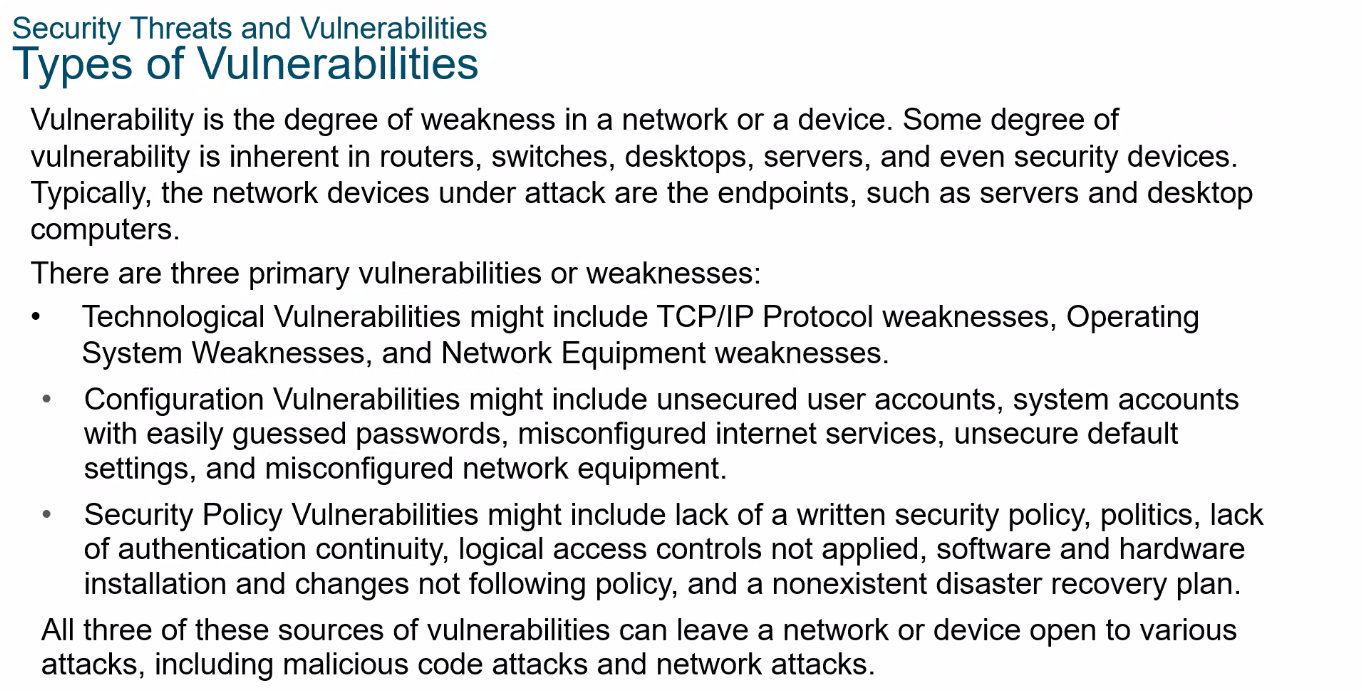 Security Threats and Vulnerabilities
Types of Vulnerabilities
Vulnerability is the degree of weakness in a network or a device. Some degree of
vulnerability is inherent in routers, switches, desktops, servers, and even security devices.
Typically, the network devices under attack are the endpoints, such as servers and desktop
computers.
There are three primary vulnerabilities or weaknesses:
• Technological Vulnerabilities might include TCP/IP Protocol weaknesses, Operating
System Weaknesses, and Network Equipment weaknesses.
• Configuration Vulnerabilities might include unsecured user accounts, system accounts
with easily guessed passwords, misconfigured internet services, unsecure default
settings, and misconfigured network equipment.
• Security Policy Vulnerabilities might include lack of a written security policy, politics, lack
of authentication continuity, logical access controls not applied, software and hardware
installation and changes not following policy, and a nonexistent disaster recovery plan.
All three of these sources of vulnerabilities can leave a network or device open to various
attacks, including malicious code attacks and network attacks.